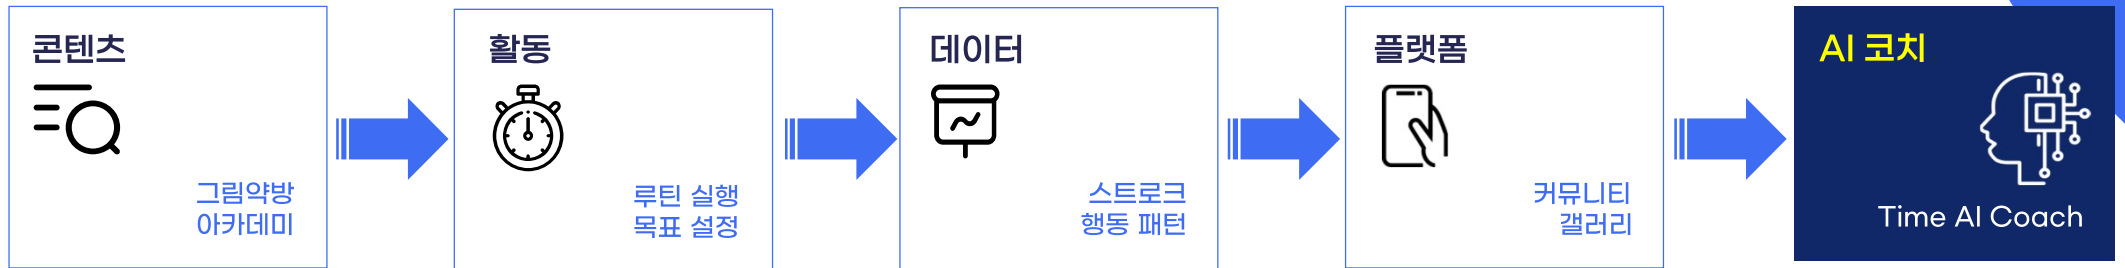 콘텐츠
그림약방
아카데미
활동
루틴 실행
목표 설정
데이터
스트로크
행동 패턴
플랫폼
커뮤니티
갤러리
AI 코치
Time AI Coach